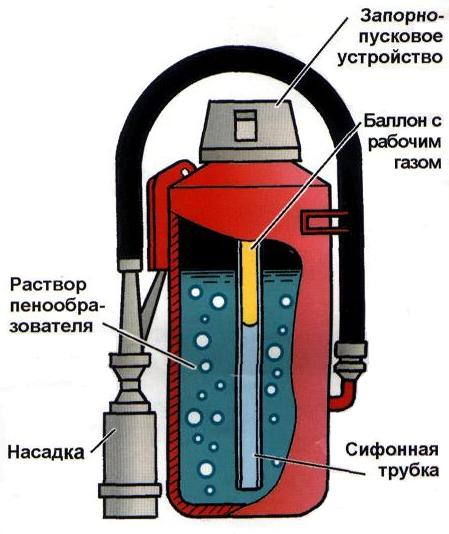 Запорно-
пусковое
устройство
Баллон с
рабочим
газом
Раствор
пенообра-
зователя
Насадка
Сифонная
трубка